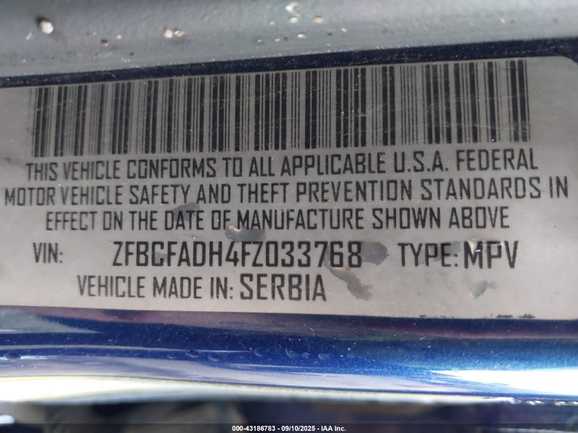 THIS VEHICLE CONFORMS TO ALL APPLICABLE U.S.A. FEDERAL
MOTOR VEHICLE SAFETY AND THEFT PREVENTION STANDARDS IN
EFFECT ON THE DATE OF MANUFACTURE SHOWN ABOVE
VIN: ZFBCFADH4FZ033768 TYPE: MPV
VEHICLE MADE IN: SERBIA
000-43186783 - 09/10/2025 - IAA Inc.